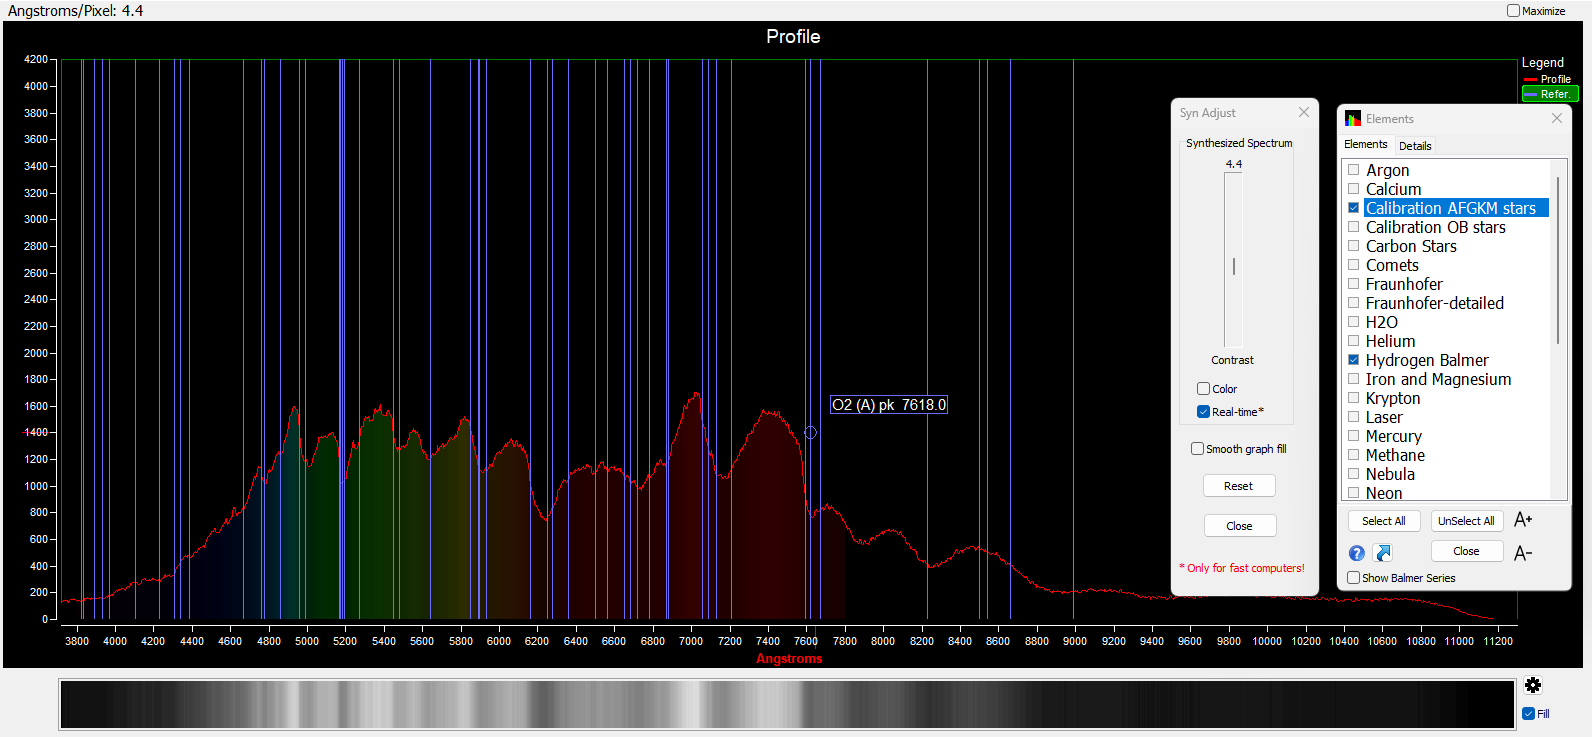 Angstroms/Pixel: 4.4
Maximize
Profile
Legend
Profile
Refer.
4200
4000
3800
3600
3400
3200
3000
2800
2600
2400
2200
2000
1800
1600
1400
1200
1000
800
600
400
200
0
O2 (A) pk  7618.0
3800 4000 4200 4400 4600 4800 5000 5200 5400 5600 5800 6000 6200 6400 6600 6800 7000 7200 7400 7600 7800 8000 8200 8400 8600 8800 9000 9200 9400 9600 9800 10000 10200 10400 10600 10800 11200
Angstroms
Syn Adjust
Synthesized Spectrum
4.4
Contrast
Color
Real-time*
Smooth graph fill
Reset
Close
* Only for fast computers!
Elements
Elements Details
Argon
Calcium
Calibration AFGKM stars
Calibration OB stars
Carbon Stars
Comets
Fraunhofer
Fraunhofer-detailed
H2O
Helium
Hydrogen Balmer
Iron and Magnesium
Krypton
Laser
Mercury
Methane
Nebula
Neon
Select All UnSelect All A+
? Close A-
Show Balmer Series
Fill